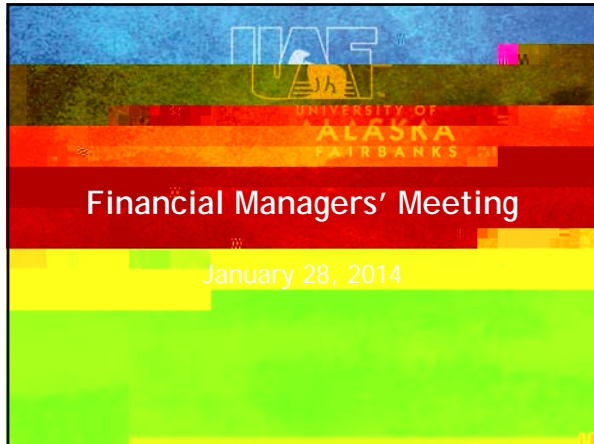 UAF
UNIVERSITY OF
ALASKA
FAIRBANKS
Financial Managers' Meeting
January 28, 2014